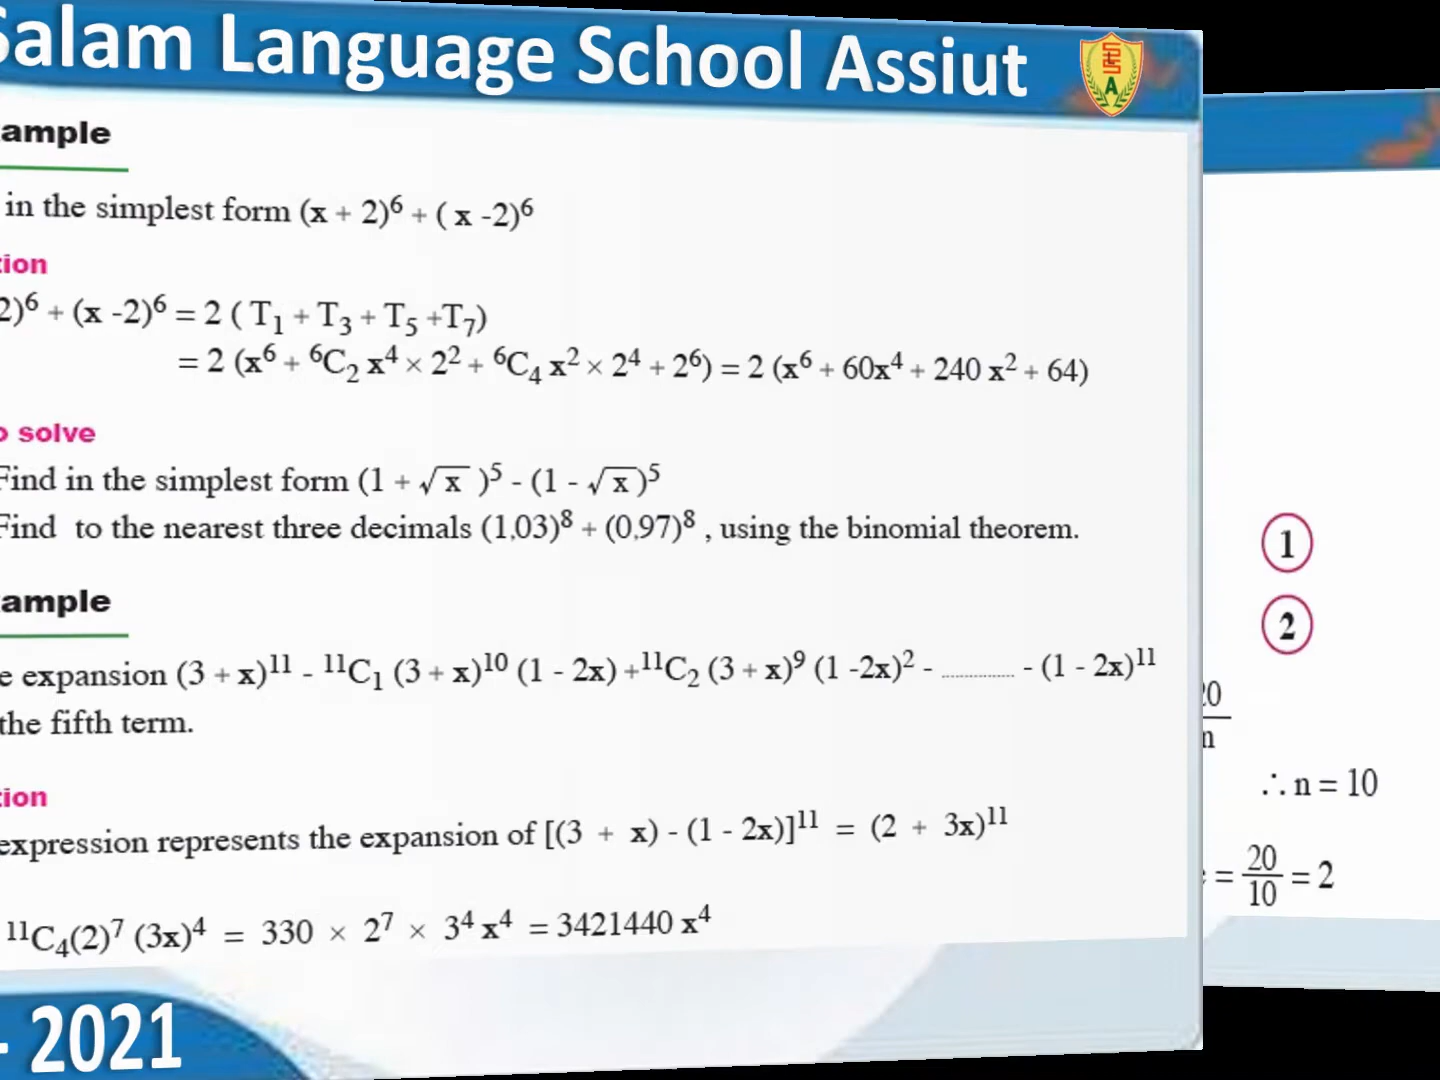 Salam Language School Assiut
ample
in the simplest form (x + 2)⁶ + ( x -2)⁶
tion
2)⁶ + (x -2)⁶ = 2 ( T₁ + T₃ + T₅ +T₇)
= 2 (x⁶ + ⁶C₂ x⁴ × 2² + ⁶C₄ x² × 2⁴ + 2⁶) = 2 (x⁶ + 60x⁴ + 240 x² + 64)
o solve
Find in the simplest form (1 + √x )⁵ - (1 - √x)⁵
Find to the nearest three decimals (1.03)⁸ + (0.97)⁸ , using the binomial theorem.
ample
e expansion (3 + x)¹¹ - ¹¹C₁ (3 + x)¹⁰ (1 - 2x) +¹¹C₂ (3 + x)⁹ (1 -2x)² - ............... - (1 - 2x)¹¹
the fifth term.
tion
expression represents the expansion of [(3 + x) - (1 - 2x)]¹¹ = (2 + 3x)¹¹
¹¹C₄(2)⁷ (3x)⁴ = 330 × 2⁷ × 3⁴ x⁴ = 3421440 x⁴
- 2021
1
2
20
n
∴ n = 10
= 20/10 = 2